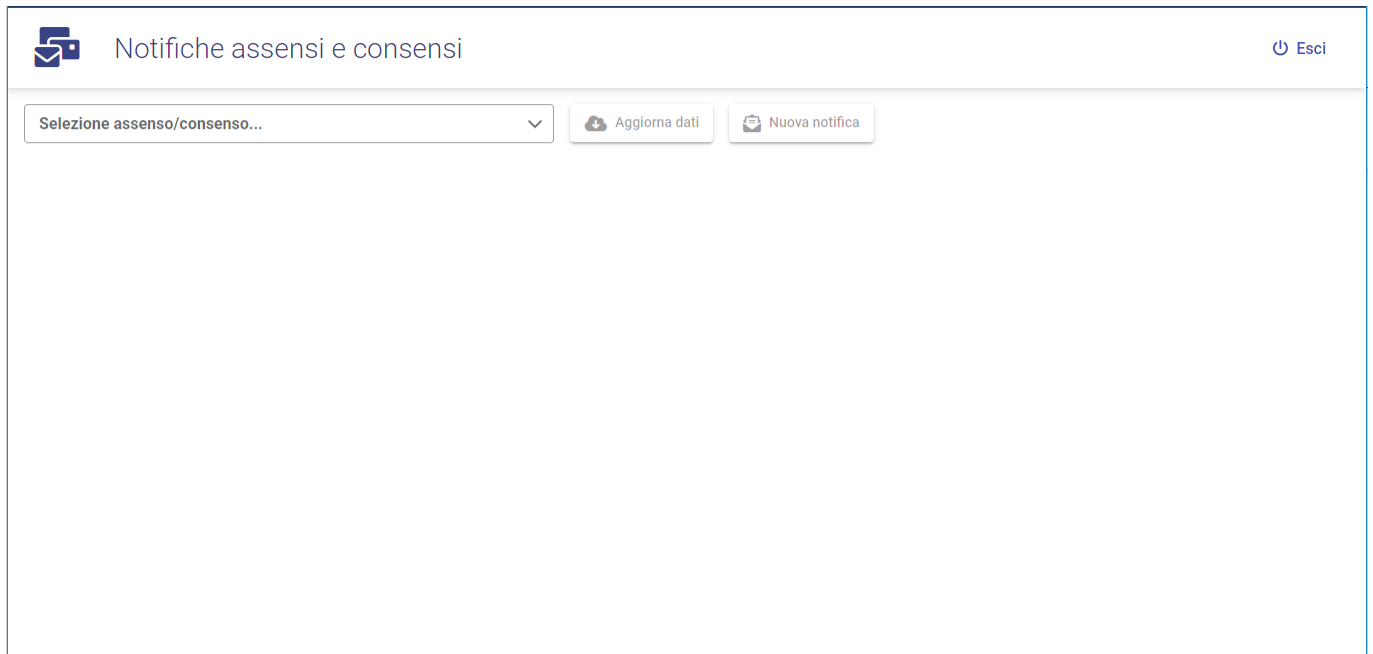 Notifiche assensi e consensi
Esci
Selezione assenso/consenso...
Aggiorna dati
Nuova notifica